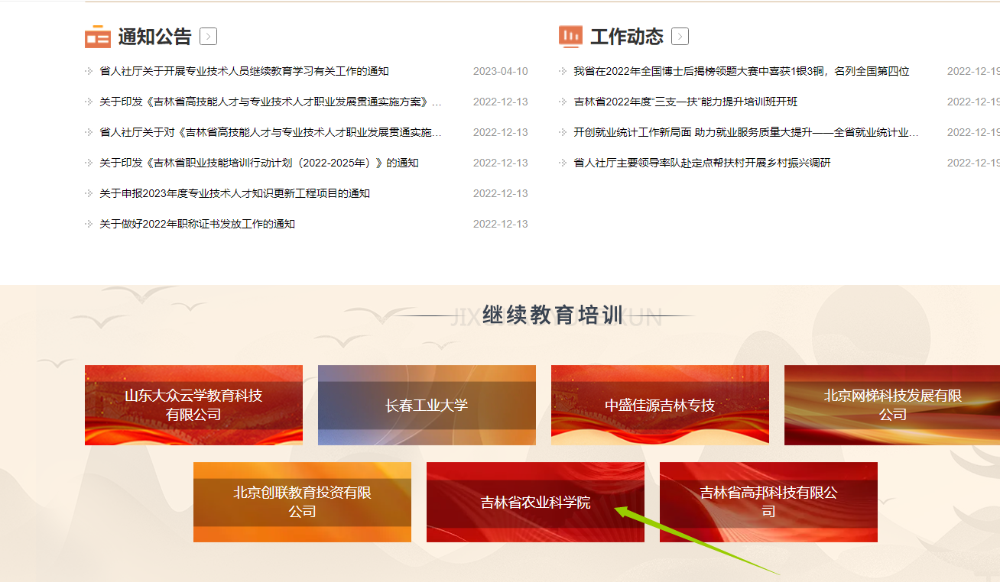 通知公告
省人社厅关于开展专业技术人员继续教育学习有关工作的通知 2023-04-10
关于印发《吉林省高技能人才与专业技术人才职业发展贯通实施方案》... 2022-12-13
省人社厅关于对《吉林省高技能人才与专业技术人才职业发展贯通实施... 2022-12-13
关于印发《吉林省职业技能培训行动计划（2022-2025年）》的通知 2022-12-13
关于申报2023年度专业技术人才知识更新工程项目的通知 2022-12-13
关于做好2022年职称证书发放工作的通知 2022-12-13
工作动态
我省在2022年全国博士后揭榜领题大赛中喜获1银3铜，名列全国第四位 2022-12-19
吉林省2022年度“三支一扶”能力提升培训班开班 2022-12-19
开创就业统计工作新局面 助力就业服务质量大提升——全省就业统计业... 2022-12-19
省人社厅主要领导率队赴定点帮扶村开展乡村振兴调研 2022-12-19
继续教育培训
山东大众云学教育科技
有限公司
长春工业大学
中盛佳源吉林专技
北京网梯科技发展有限
公司
北京创联教育投资有限
公司
吉林省农业科学院
吉林省高邦科技有限公
司